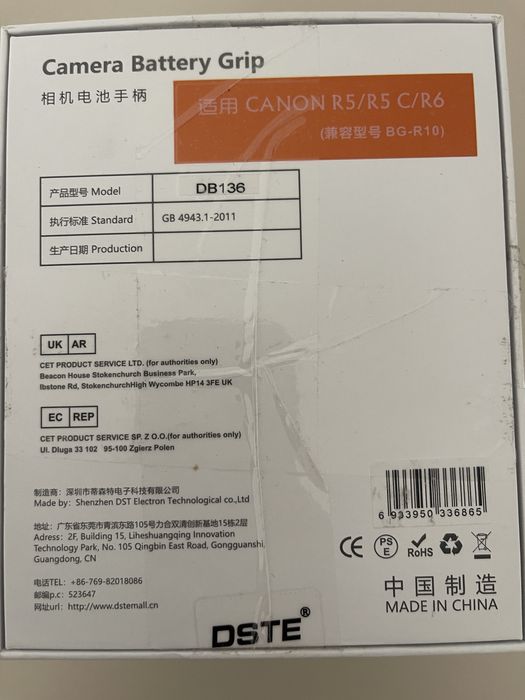 Camera Battery Grip
相机电池手柄
适用 CANON R5/R5 C/R6
(兼容型号 BG-R10)
产品型号 Model DB136
执行标准 Standard GB 4943.1-2011
生产日期 Production
UK AR
CET PRODUCT SERVICE LTD. (for authorities only)
Beacon House Stokenchurch Business Park,
Ibstone Rd, StokenchurchHigh Wycombe HP14 3FE UK
EC REP
CET PRODUCT SERVICE SP. Z O.O.(for authorities only)
Ul. Dluga 33 102 95-100 Zgierz Polen
制造商：深圳市蒂森特电子科技有限公司
Made by: Shenzhen DST Electron Technological co.,Ltd
地址：广东省东莞市青滨东路105号力合双清创新基地15栋2层
Adress: 2F, Building 15, Liheshuangqing Innovation
Technology Park, No. 105 Qingbin East Road, Gongguanshi,
Guangdong, CN
电话TEL: +86-769-82018086
邮编p.c: 523647
网址url: http://www.dstemall.cn
6 933950 336865
CE PS E RoHS
中国制造
MADE IN CHINA
DSTE®